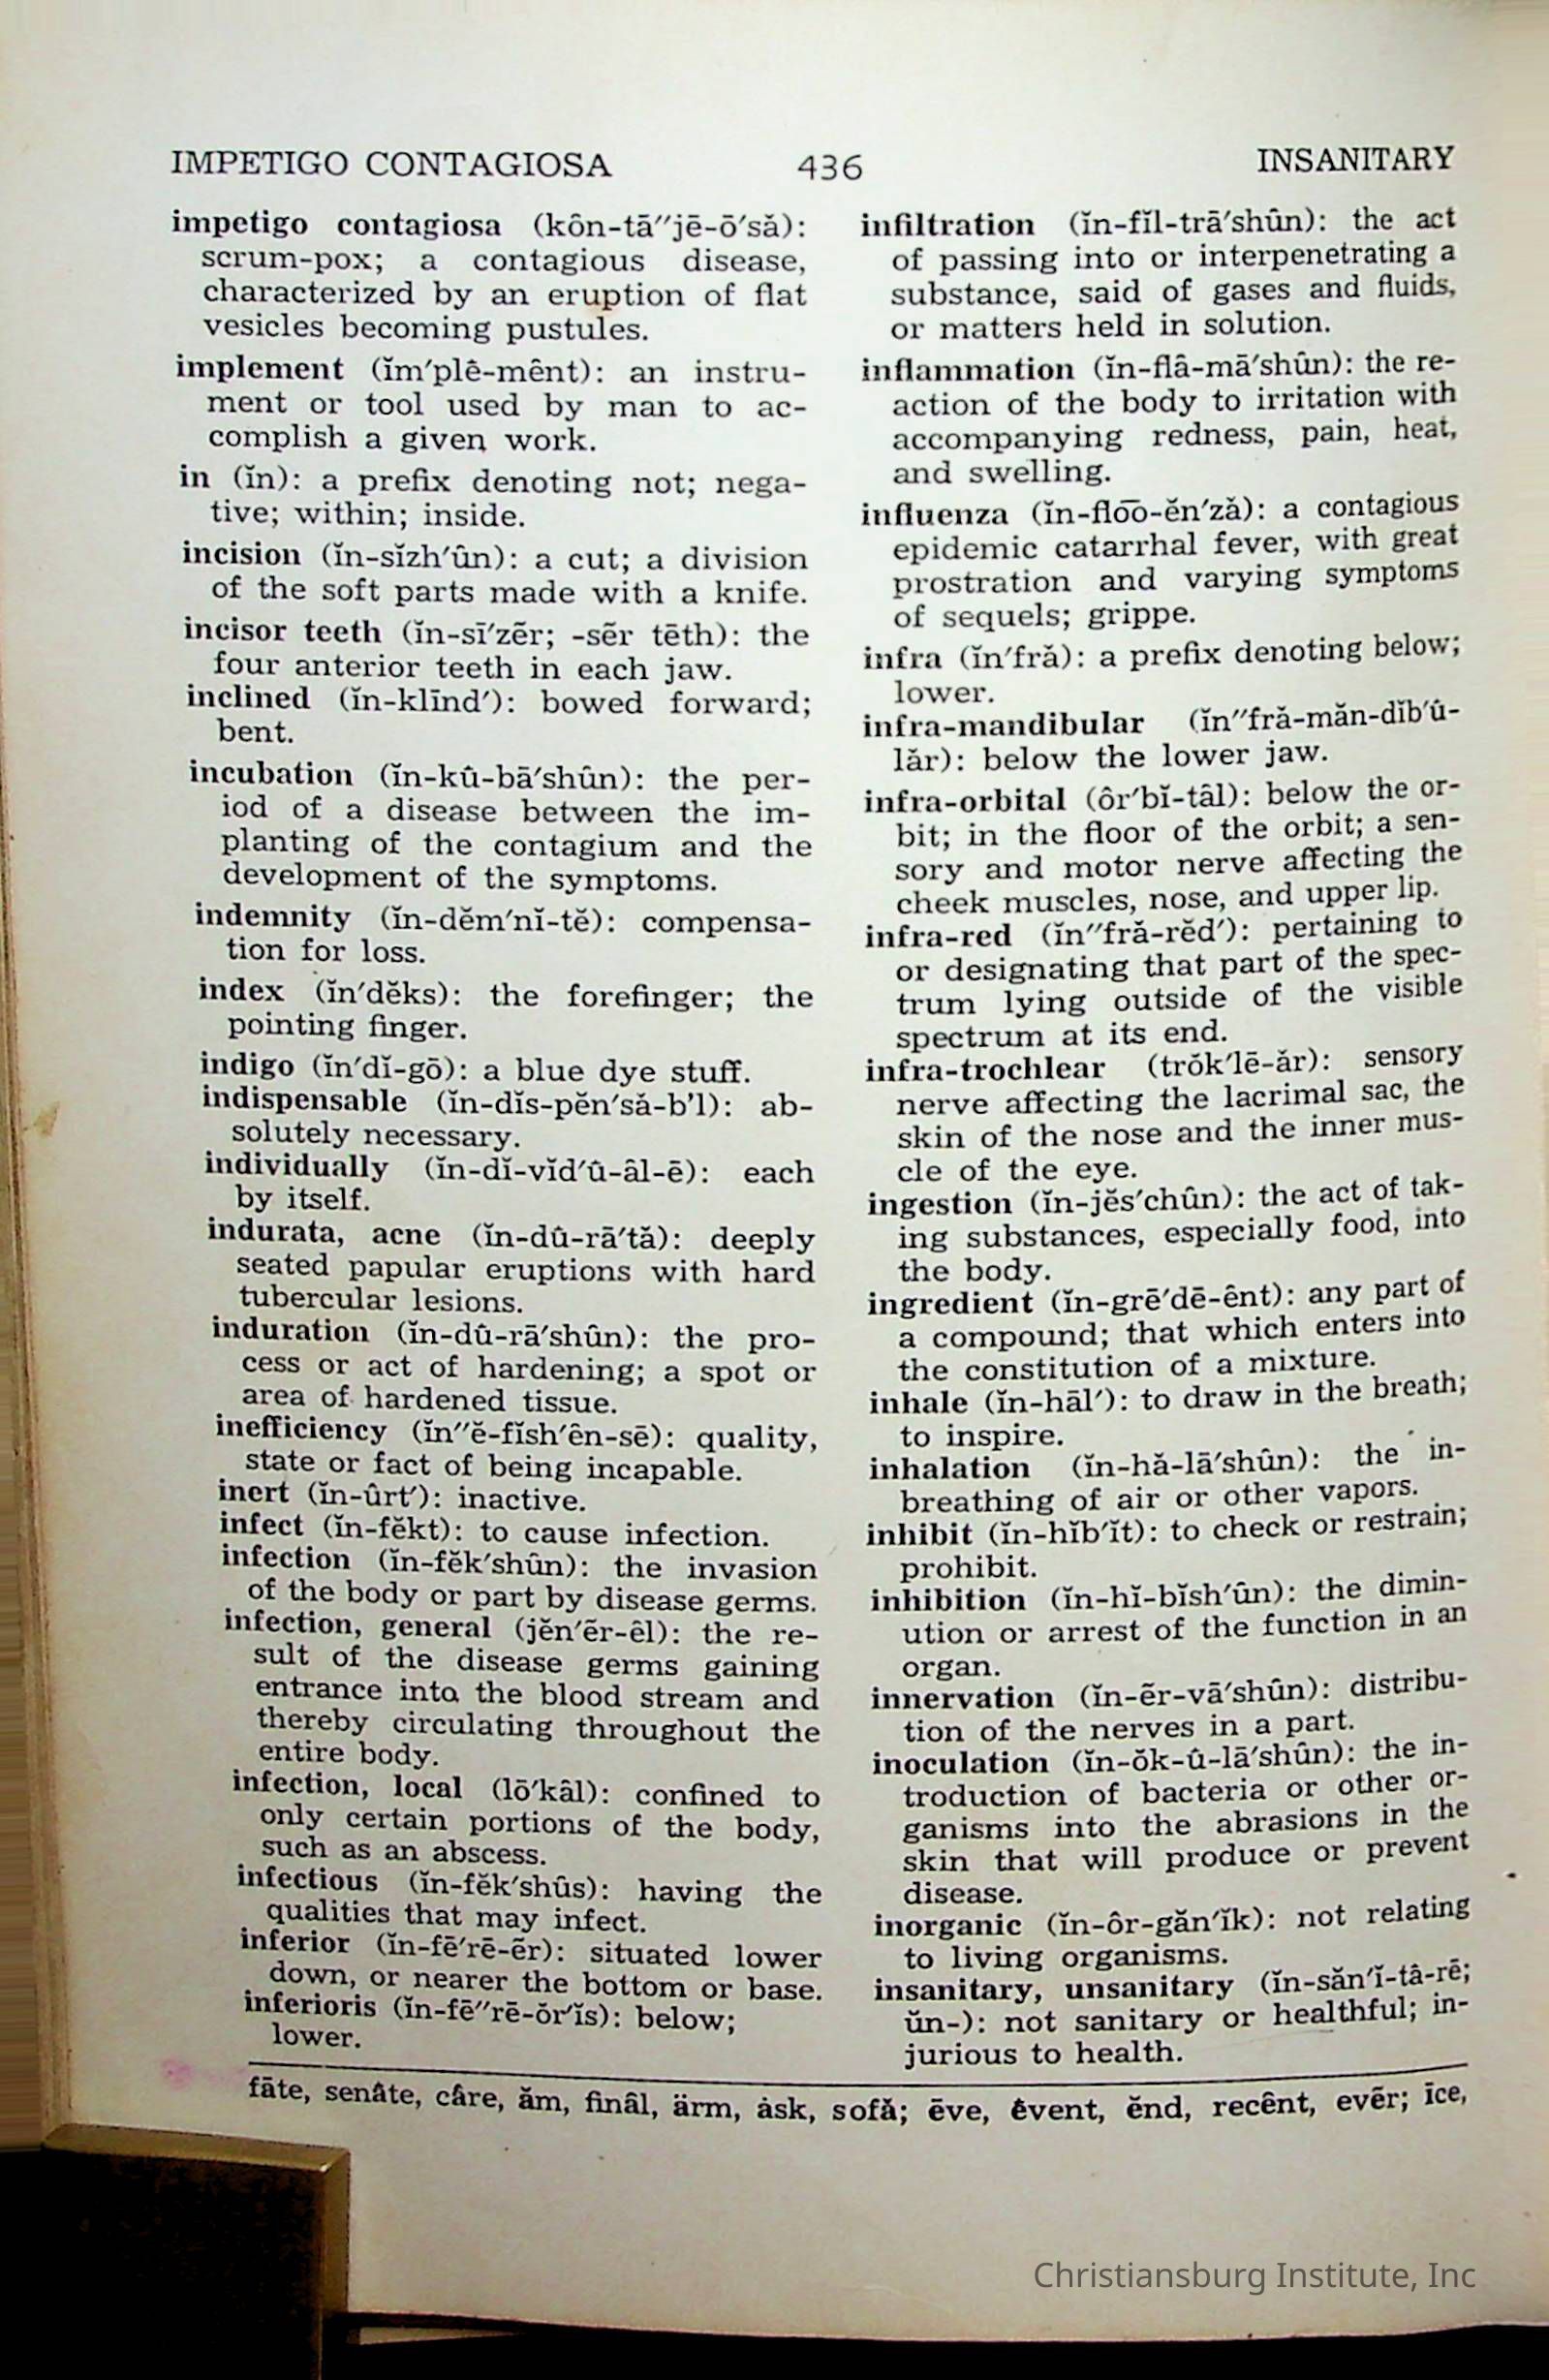 IMPETIGO CONTAGIOSA 436 INSANITARY
impetigo contagiosa (kôn-tā″jē-ō′să):
scrum-pox; a contagious disease,
characterized by an eruption of flat
vesicles becoming pustules.
implement (ĭm′plê-mênt): an instru-
ment or tool used by man to ac-
complish a given work.
in (ĭn): a prefix denoting not; nega-
tive; within; inside.
incision (ĭn-sĭzh′ûn): a cut; a division
of the soft parts made with a knife.
incisor teeth (ĭn-sī′zẽr; -sẽr tēth): the
four anterior teeth in each jaw.
inclined (ĭn-klīnd′): bowed forward;
bent.
incubation (ĭn-kû-bā′shûn): the per-
iod of a disease between the im-
planting of the contagium and the
development of the symptoms.
indemnity (ĭn-dĕm′nĭ-tĕ): compensa-
tion for loss.
index (ĭn′dĕks): the forefinger; the
pointing finger.
indigo (ĭn′dĭ-gō): a blue dye stuff.
indispensable (ĭn-dĭs-pĕn′să-b'l): ab-
solutely necessary.
individually (ĭn-dĭ-vĭd′û-âl-ē): each
by itself.
indurata, acne (ĭn-dû-rā′tă): deeply
seated papular eruptions with hard
tubercular lesions.
induration (ĭn-dû-rā′shûn): the pro-
cess or act of hardening; a spot or
area of hardened tissue.
inefficiency (ĭn″ĕ-fĭsh′ên-sē): quality,
state or fact of being incapable.
inert (ĭn-ûrt′): inactive.
infect (ĭn-fĕkt): to cause infection.
infection (ĭn-fĕk′shûn): the invasion
of the body or part by disease germs.
infection, general (jĕn′ẽr-êl): the re-
sult of the disease germs gaining
entrance into the blood stream and
thereby circulating throughout the
entire body.
infection, local (lō′kâl): confined to
only certain portions of the body,
such as an abscess.
infectious (ĭn-fĕk′shûs): having the
qualities that may infect.
inferior (ĭn-fē′rē-ẽr): situated lower
down, or nearer the bottom or base.
inferioris (ĭn-fē″rē-ŏr′ĭs): below;
lower.
infiltration (ĭn-fĭl-trā′shûn): the act
of passing into or interpenetrating a
substance, said of gases and fluids,
or matters held in solution.
inflammation (ĭn-flâ-mā′shûn): the re-
action of the body to irritation with
accompanying redness, pain, heat,
and swelling.
influenza (ĭn-flo͞o-ĕn′ză): a contagious
epidemic catarrhal fever, with great
prostration and varying symptoms
of sequels; grippe.
infra (ĭn′fră): a prefix denoting below;
lower.
infra-mandibular (ĭn″fră-măn-dĭb′û-
lăr): below the lower jaw.
infra-orbital (ôr′bĭ-tâl): below the or-
bit; in the floor of the orbit; a sen-
sory and motor nerve affecting the
cheek muscles, nose, and upper lip.
infra-red (ĭn″fră-rĕd′): pertaining to
or designating that part of the spec-
trum lying outside of the visible
spectrum at its end.
infra-trochlear (trŏk′lē-ăr): sensory
nerve affecting the lacrimal sac, the
skin of the nose and the inner mus-
cle of the eye.
ingestion (ĭn-jĕs′chûn): the act of tak-
ing substances, especially food, into
the body.
ingredient (ĭn-grē′dē-ênt): any part of
a compound; that which enters into
the constitution of a mixture.
inhale (ĭn-hāl′): to draw in the breath;
to inspire.
inhalation (ĭn-hă-lā′shûn): the in-
breathing of air or other vapors.
inhibit (ĭn-hĭb′ĭt): to check or restrain;
prohibit.
inhibition (ĭn-hĭ-bĭsh′ûn): the dimin-
ution or arrest of the function in an
organ.
innervation (ĭn-ẽr-vā′shûn): distribu-
tion of the nerves in a part.
inoculation (ĭn-ŏk-û-lā′shûn): the in-
troduction of bacteria or other or-
ganisms into the abrasions in the
skin that will produce or prevent
disease.
inorganic (ĭn-ôr-găn′ĭk): not relating
to living organisms.
insanitary, unsanitary (ĭn-săn′ĭ-tâ-rē;
ŭn-): not sanitary or healthful; in-
jurious to health.
fāte, senâte, câre, ăm, finâl, ärm, ȧsk, sofă; ēve, êvent, ĕnd, recênt, evẽr; īce,
Christiansburg Institute, Inc